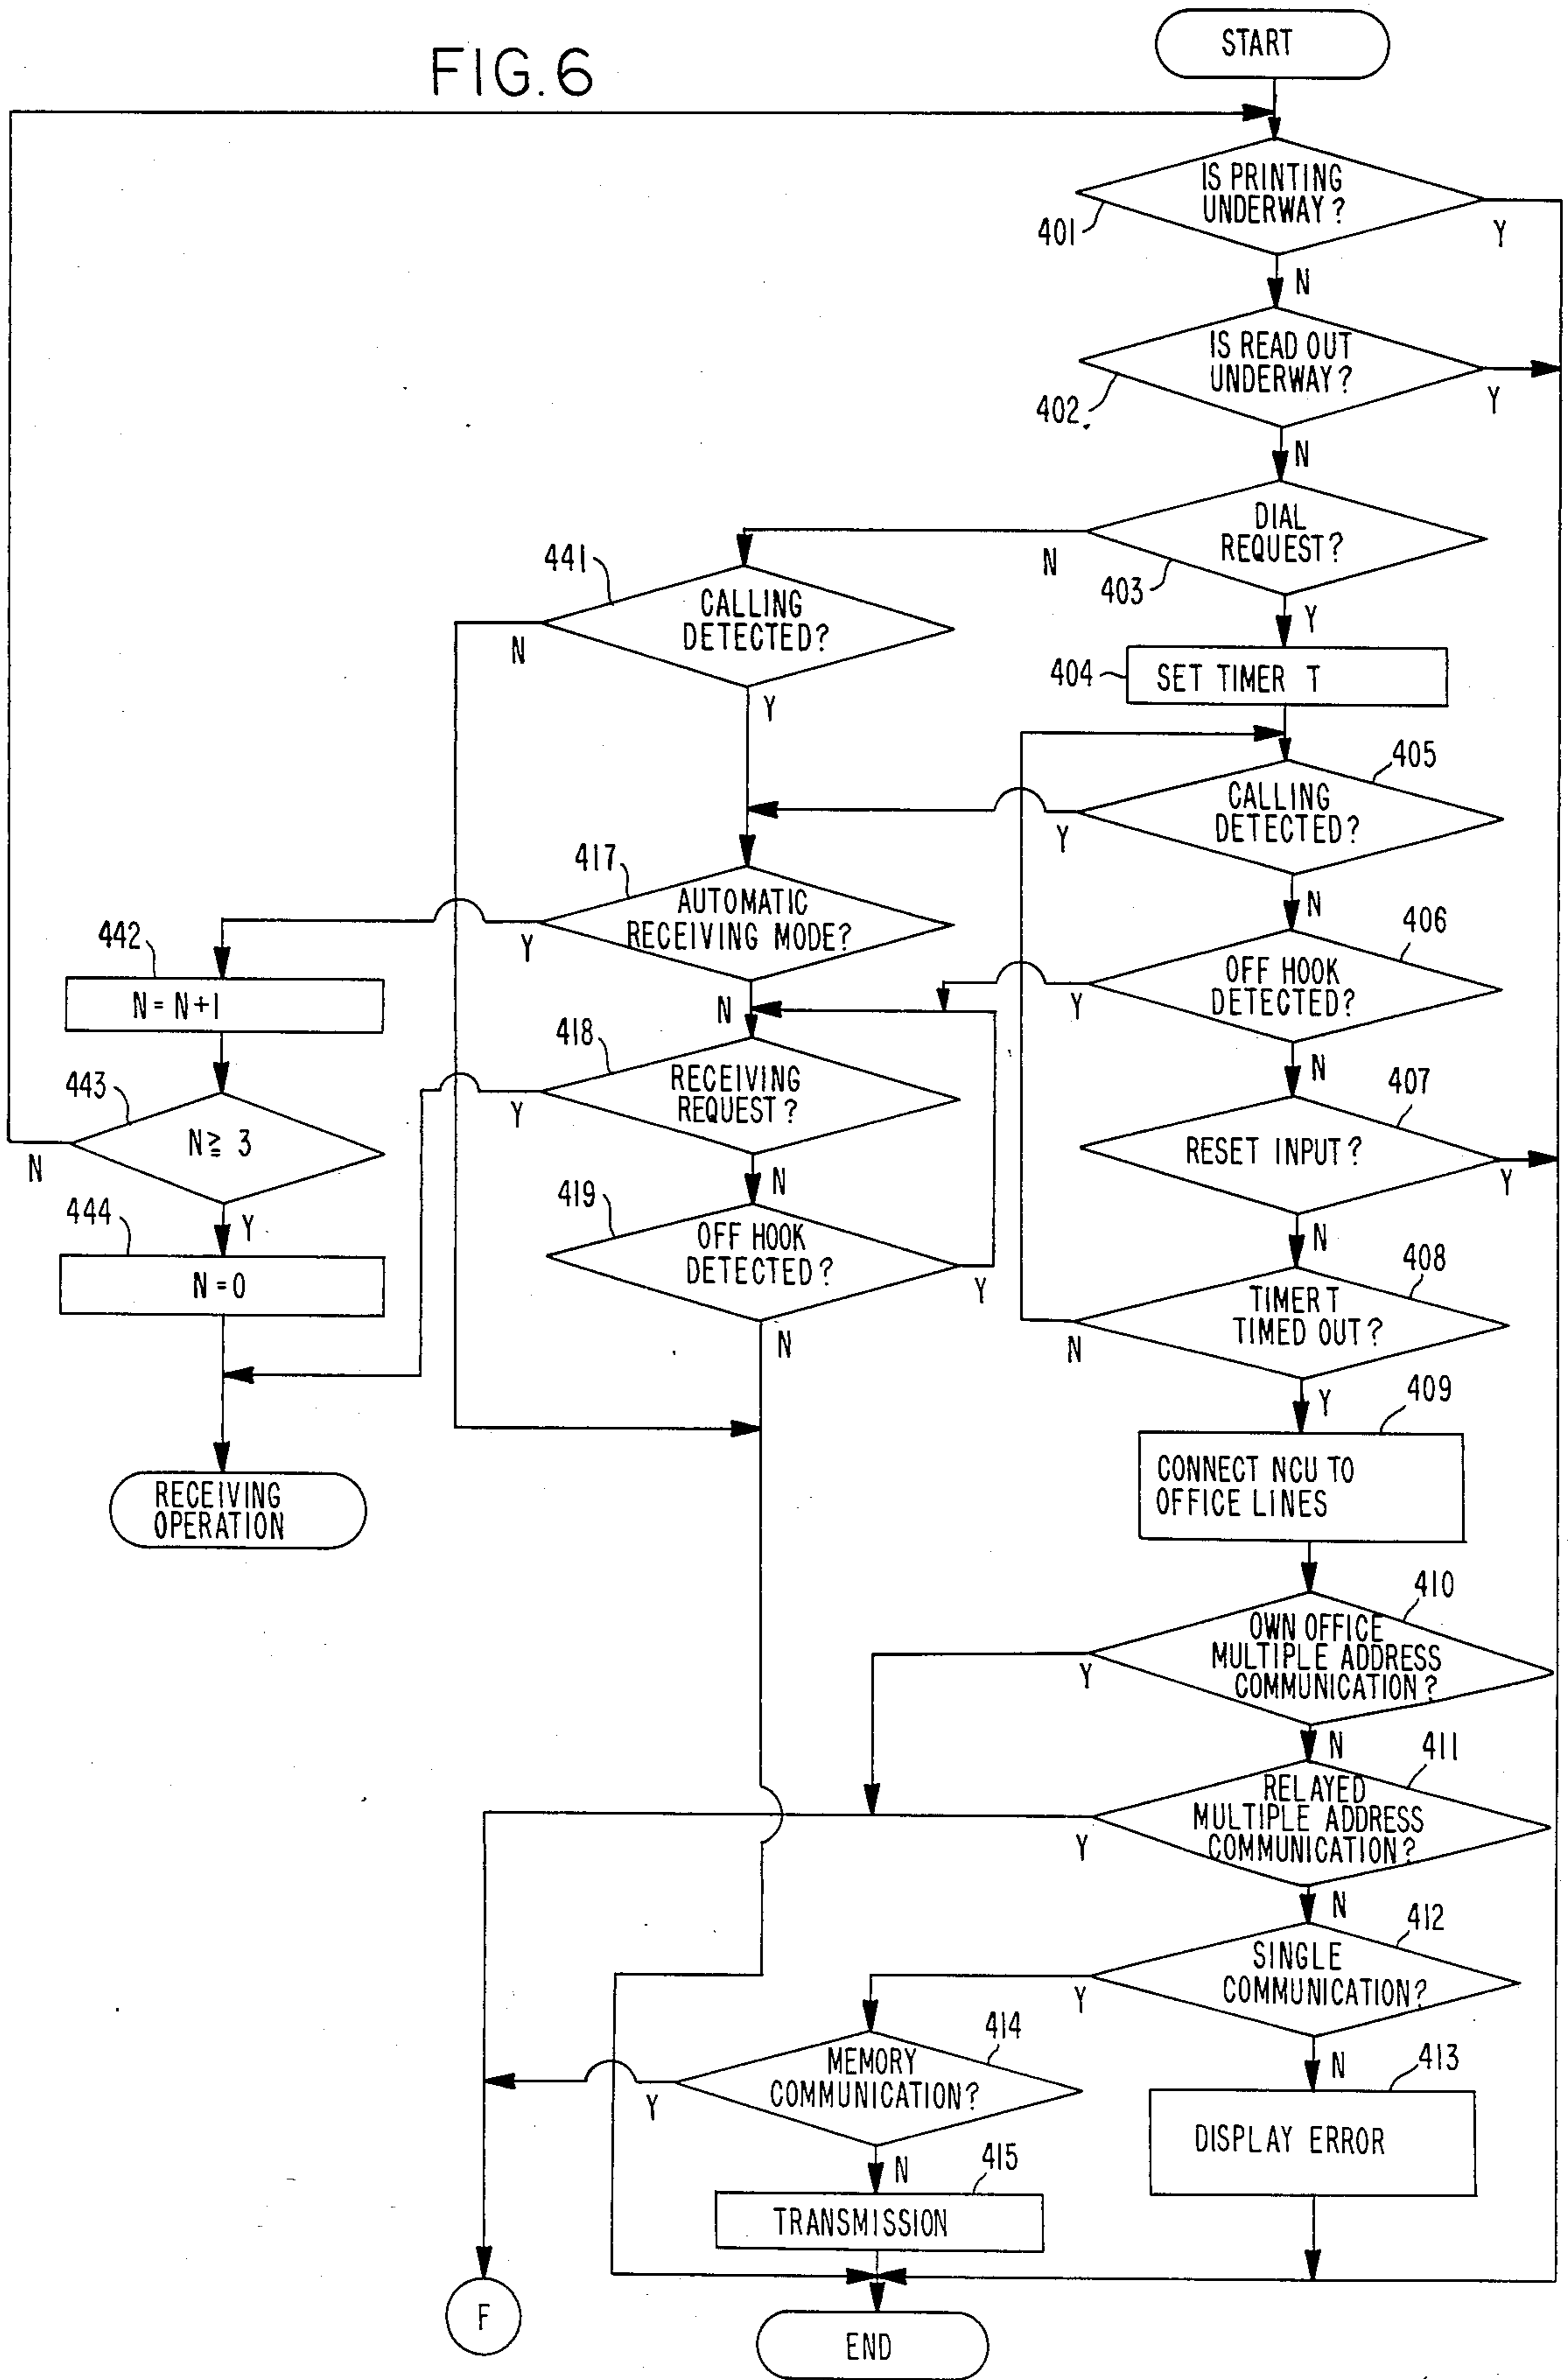 FIG.6
START
IS PRINTING
UNDERWAY?
401
Y
N
IS READ OUT
UNDERWAY?
402
Y
N
DIAL
REQUEST?
403
N
Y
441
CALLING
DETECTED?
N
Y
404
SET TIMER T
405
CALLING
DETECTED?
Y
N
417
AUTOMATIC
RECEIVING MODE?
Y
N
406
OFF HOOK
DETECTED?
Y
N
442
N=N+1
418
RECEIVING
REQUEST?
Y
N
407
RESET INPUT?
Y
N
443
N≧3
N
Y
419
OFF HOOK
DETECTED?
Y
N
444
N=0
408
TIMER T
TIMED OUT?
N
Y
409
CONNECT NCU TO
OFFICE LINES
RECEIVING
OPERATION
410
OWN OFFICE
MULTIPLE ADDRESS
COMMUNICATION?
Y
N
411
RELAYED
MULTIPLE ADDRESS
COMMUNICATION?
Y
N
412
SINGLE
COMMUNICATION?
Y
N
414
MEMORY
COMMUNICATION?
Y
N
413
DISPLAY ERROR
415
TRANSMISSION
F
END